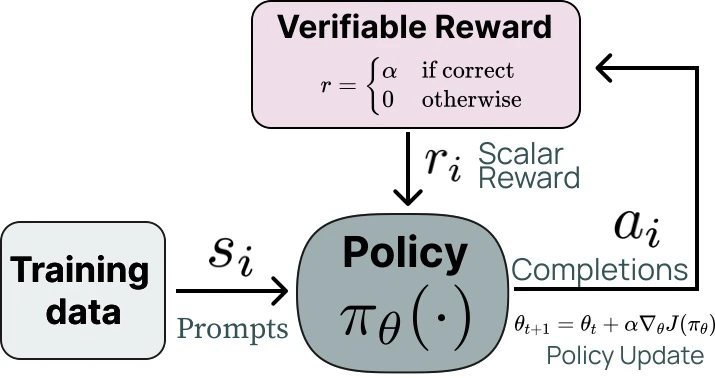 Verifiable Reward
r = { α if correct
0 otherwise
r_i Scalar
Reward
Training
data
s_i
Prompts
Policy
π_θ(·)
a_i
Completions
θ_{t+1} = θ_t + α∇_θJ(π_θ)
Policy Update